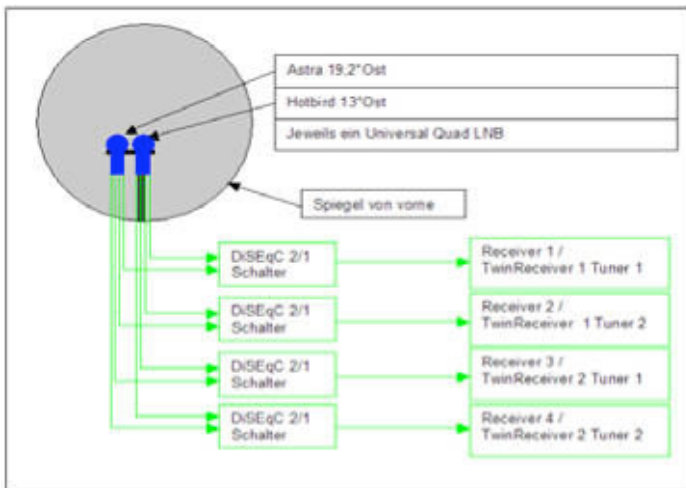 Astra 19,2°Ost
Hotbird 13°Ost
Jeweils ein Universal Quad LNB
Spiegel von vorne
DiSEqC 2/1
Schalter
Receiver 1 /
TwinReceiver 1 Tuner 1
DiSEqC 2/1
Schalter
Receiver 2 /
TwinReceiver 1 Tuner 2
DiSEqC 2/1
Schalter
Receiver 3 /
TwinReceiver 2 Tuner 1
DiSEqC 2/1
Schalter
Receiver 4 /
TwinReceiver 2 Tuner 2